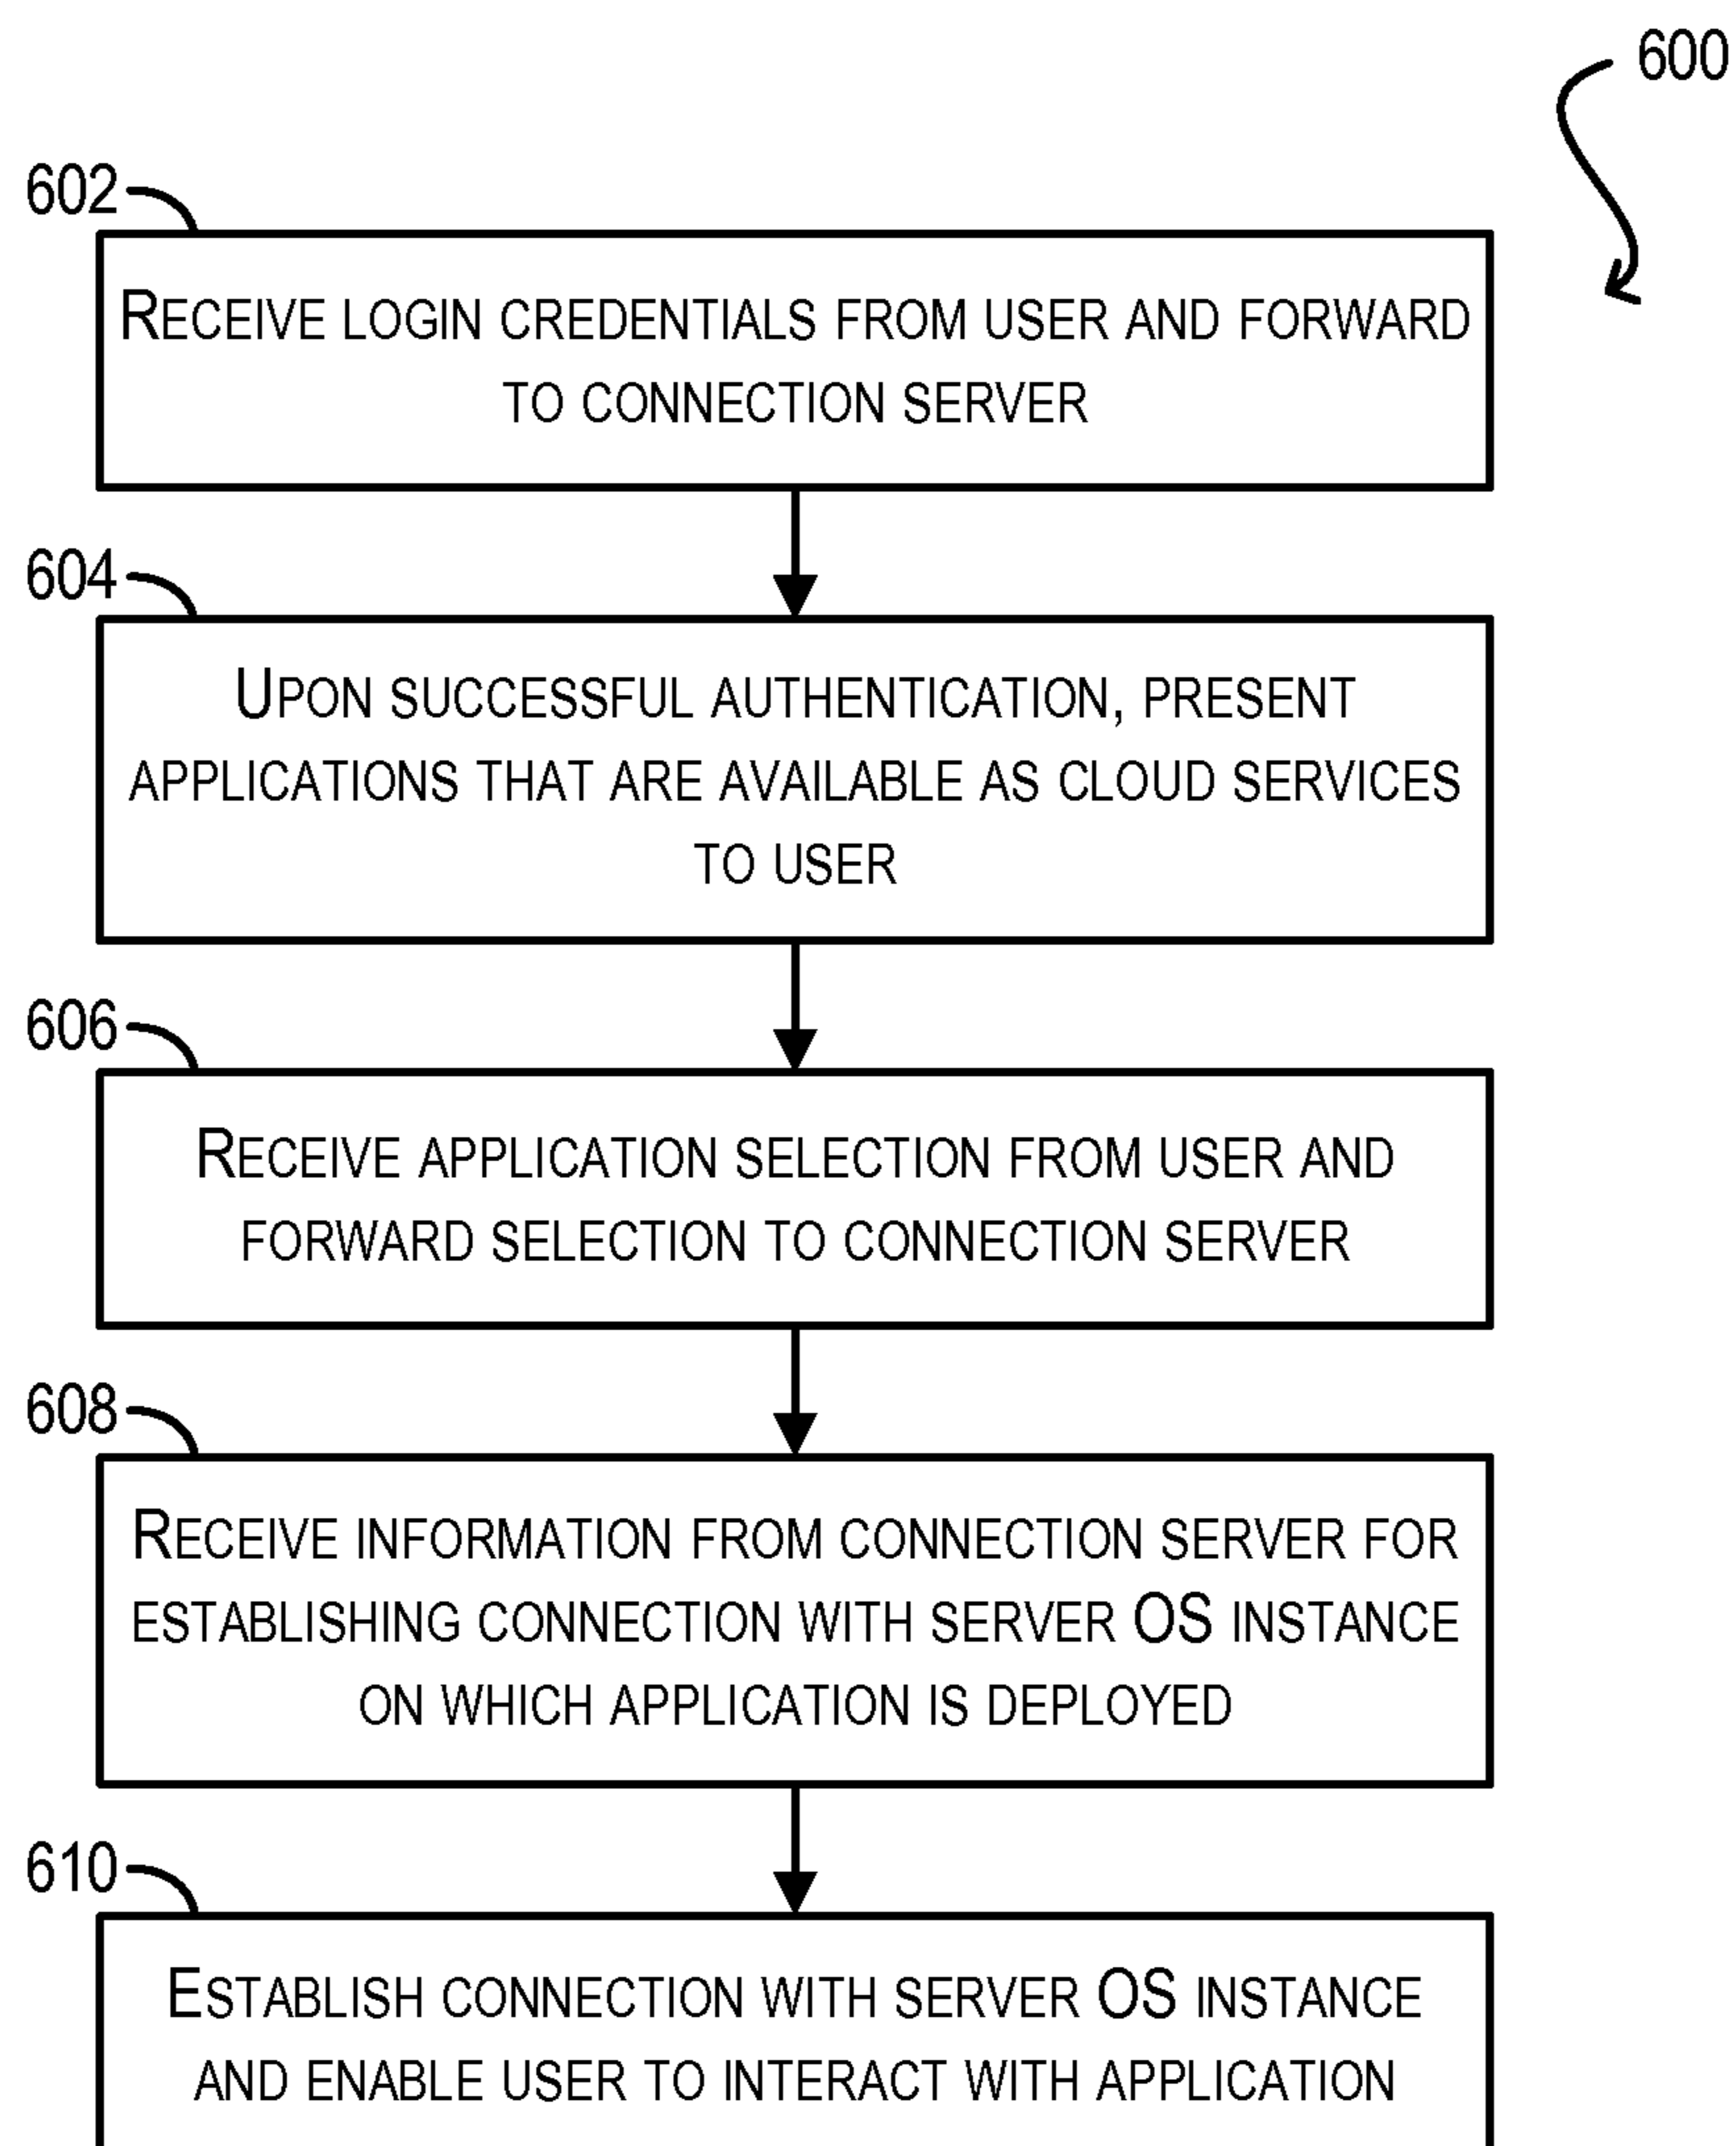 600
602
RECEIVE LOGIN CREDENTIALS FROM USER AND FORWARD
TO CONNECTION SERVER
604
UPON SUCCESSFUL AUTHENTICATION, PRESENT
APPLICATIONS THAT ARE AVAILABLE AS CLOUD SERVICES
TO USER
606
RECEIVE APPLICATION SELECTION FROM USER AND
FORWARD SELECTION TO CONNECTION SERVER
608
RECEIVE INFORMATION FROM CONNECTION SERVER FOR
ESTABLISHING CONNECTION WITH SERVER OS INSTANCE
ON WHICH APPLICATION IS DEPLOYED
610
ESTABLISH CONNECTION WITH SERVER OS INSTANCE
AND ENABLE USER TO INTERACT WITH APPLICATION